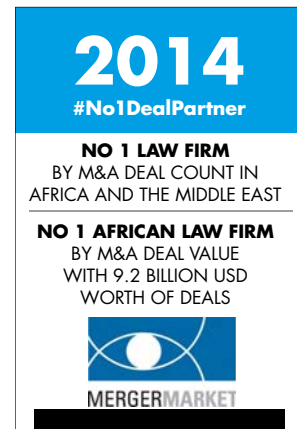 2014
#No1DealPartner
NO 1 LAW FIRM
BY M&A DEAL COUNT IN
AFRICA AND THE MIDDLE EAST
NO 1 AFRICAN LAW FIRM
BY M&A DEAL VALUE
WITH 9.2 BILLION USD
WORTH OF DEALS
MERGERMARKET